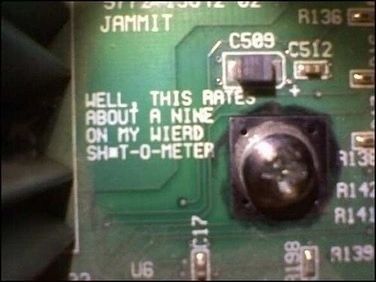 JAMMIT
R136
C509
C512
+
WELL, THIS RATES
ABOUT A NINE
ON MY WIERD
SH*T-O-METER
R138
R142
R141
R139
C17
R19B
U6